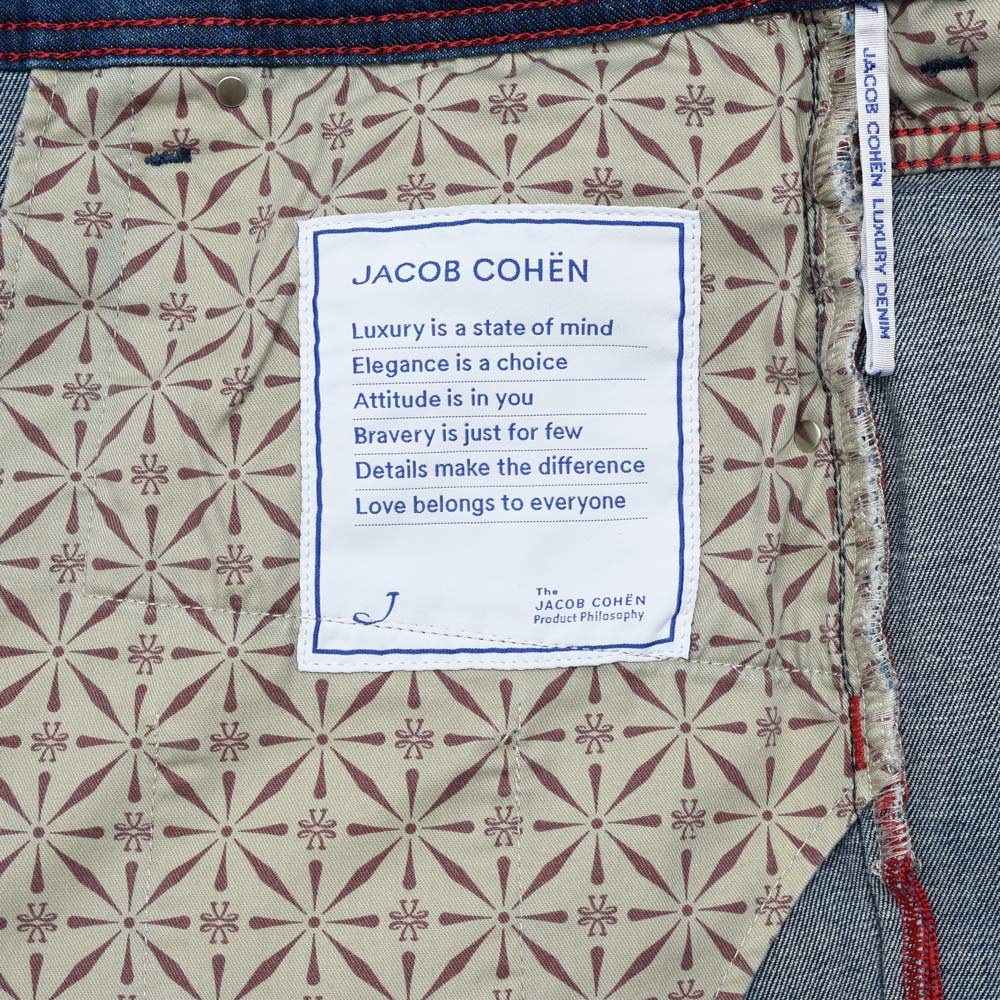 JACOB COHËN
Luxury is a state of mind
Elegance is a choice
Attitude is in you
Bravery is just for few
Details make the difference
Love belongs to everyone
J
The
JACOB COHËN
Product Philosophy
JACOB COHËN LUXURY DENIM